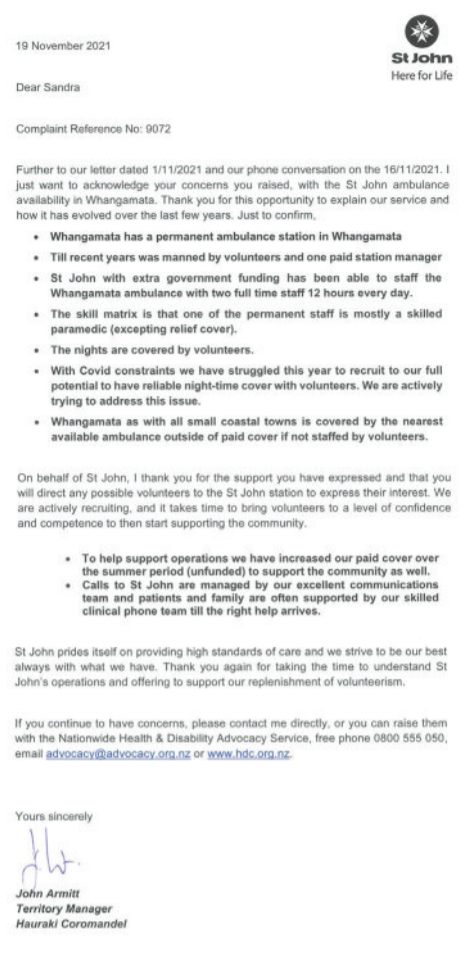 19 November 2021
St John
Here for Life
Dear Sandra
Complaint Reference No: 9072
Further to our letter dated 1/11/2021 and our phone conversation on the 16/11/2021. I
just want to acknowledge your concerns you raised, with the St John ambulance
availability in Whangamata. Thank you for this opportunity to explain our service and
how it has evolved over the last few years. Just to confirm,
• Whangamata has a permanent ambulance station in Whangamata
• Till recent years was manned by volunteers and one paid station manager
• St John with extra government funding has been able to staff the
Whangamata ambulance with two full time staff 12 hours every day.
• The skill matrix is that one of the permanent staff is mostly a skilled
paramedic (excepting relief cover).
• The nights are covered by volunteers.
• With Covid constraints we have struggled this year to recruit to our full
potential to have reliable night-time cover with volunteers. We are actively
trying to address this issue.
• Whangamata as with all small coastal towns is covered by the nearest
available ambulance outside of paid cover if not staffed by volunteers.
On behalf of St John, I thank you for the support you have expressed and that you
will direct any possible volunteers to the St John station to express their interest. We
are actively recruiting, and it takes time to bring volunteers to a level of confidence
and competence to then start supporting the community.
• To help support operations we have increased our paid cover over
the summer period (unfunded) to support the community as well.
• Calls to St John are managed by our excellent communications
team and patients and family are often supported by our skilled
clinical phone team till the right help arrives.
St John prides itself on providing high standards of care and we strive to be our best
always with what we have. Thank you again for taking the time to understand St
John's operations and offering to support our replenishment of volunteerism.
If you continue to have concerns, please contact me directly, or you can raise them
with the Nationwide Health & Disability Advocacy Service, free phone 0800 555 050,
email advocacy@advocacy.org.nz or www.hdc.org.nz.
Yours sincerely
John Armitt
Territory Manager
Hauraki Coromandel